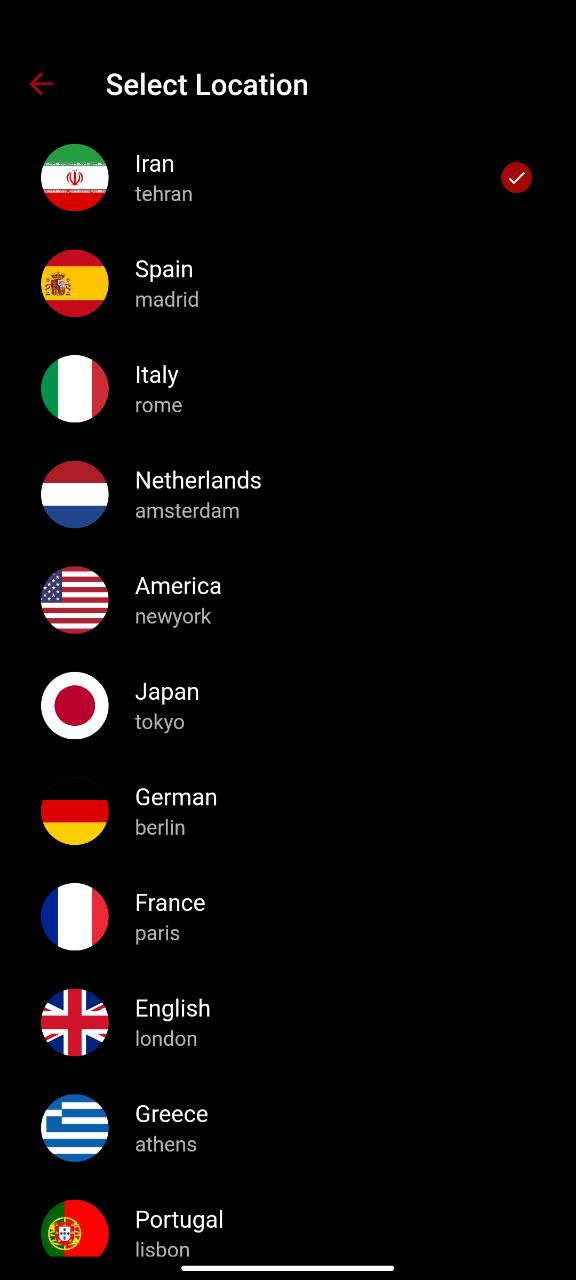 Select Location
Iran
tehran
Spain
madrid
Italy
rome
Netherlands
amsterdam
America
newyork
Japan
tokyo
German
berlin
France
paris
English
london
Greece
athens
Portugal
lisbon